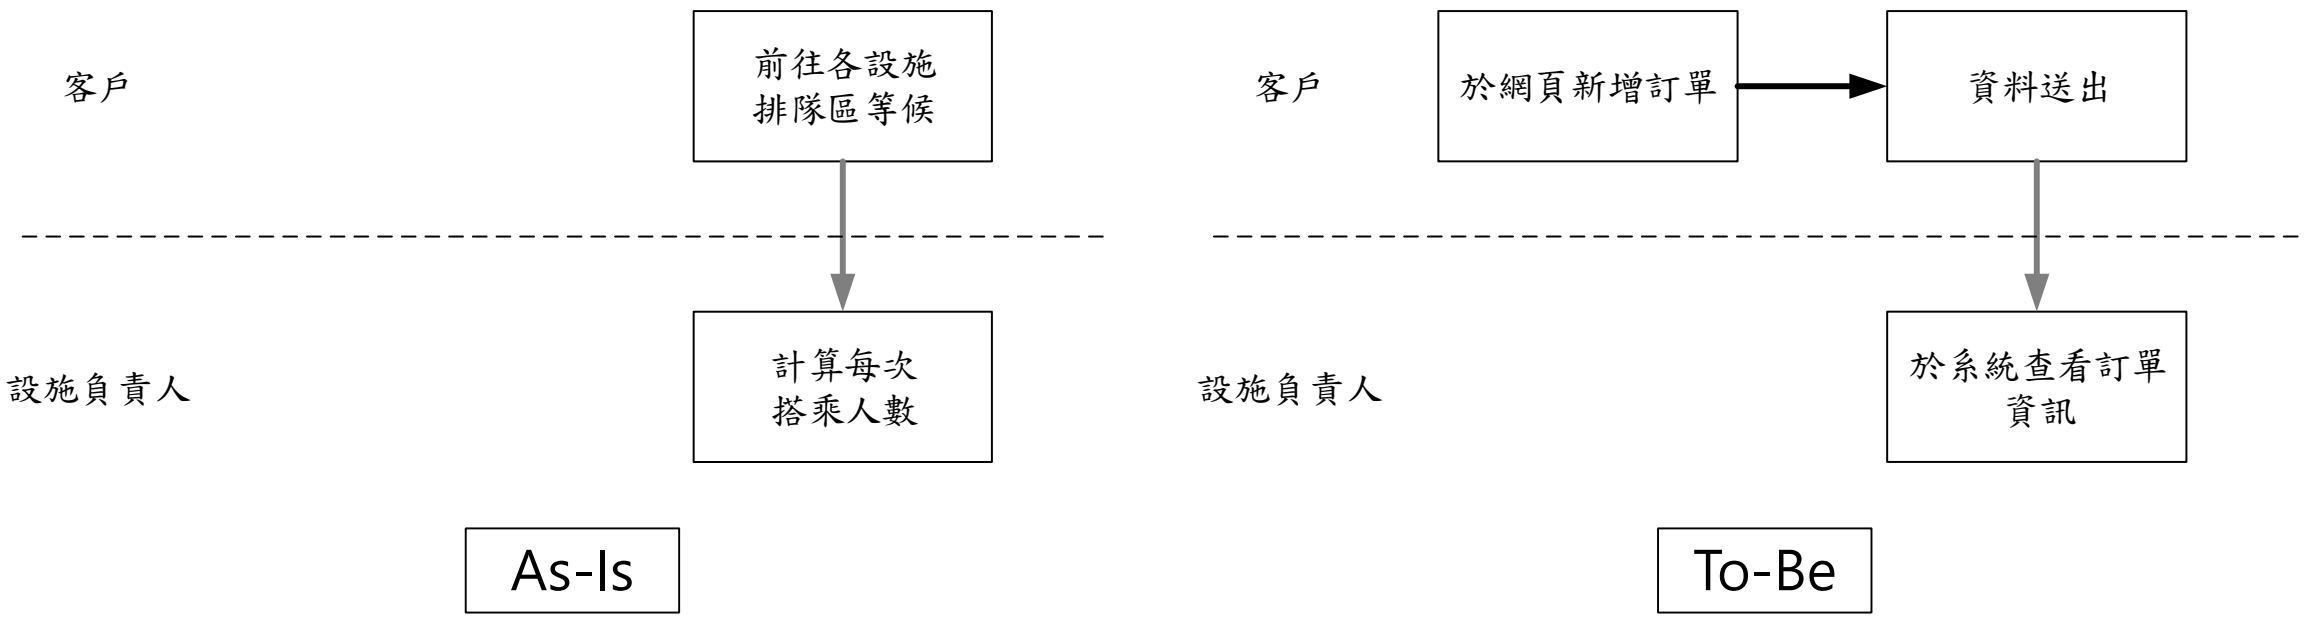 客戶
前往各設施
排隊區等候
設施負責人
計算每次
搭乘人數
As-Is
客戶
於網頁新增訂單
資料送出
設施負責人
於系統查看訂單
資訊
To-Be